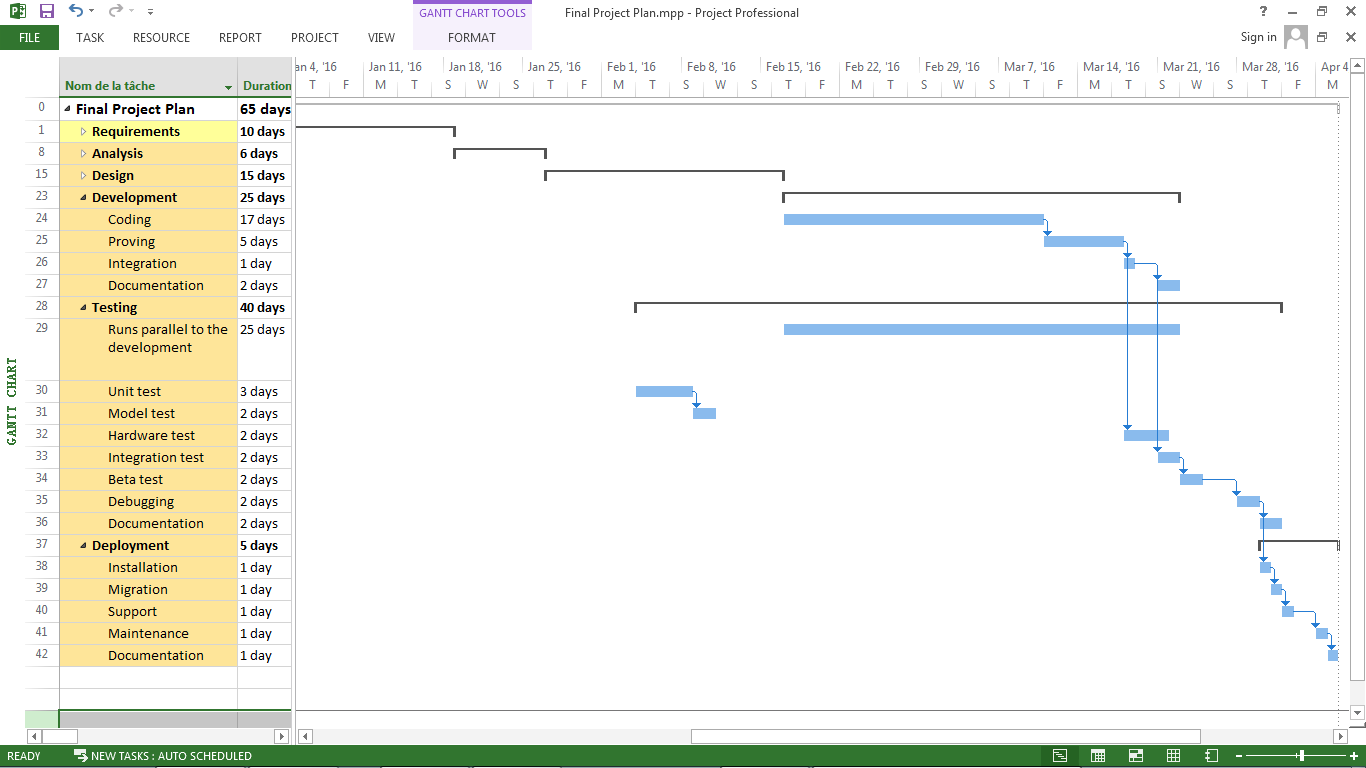 GANTT CHART TOOLS
Final Project Plan.mpp - Project Professional
?
FILE TASK RESOURCE REPORT PROJECT VIEW FORMAT Sign in
Nom de la tâche Duration
an 4, '16 Jan 11, '16 Jan 18, '16 Jan 25, '16 Feb 1, '16 Feb 8, '16 Feb 15, '16 Feb 22, '16 Feb 29, '16 Mar 7, '16 Mar 14, '16 Mar 21, '16 Mar 28, '16 Apr 4
T F M T S W S T F M T S W S T F M T S W S T F M T S W S T F M
0 Final Project Plan 65 days
1 Requirements 10 days
8 Analysis 6 days
15 Design 15 days
23 Development 25 days
24 Coding 17 days
25 Proving 5 days
26 Integration 1 day
27 Documentation 2 days
28 Testing 40 days
29 Runs parallel to the 25 days
development
30 Unit test 3 days
31 Model test 2 days
32 Hardware test 2 days
33 Integration test 2 days
34 Beta test 2 days
35 Debugging 2 days
36 Documentation 2 days
37 Deployment 5 days
38 Installation 1 day
39 Migration 1 day
40 Support 1 day
41 Maintenance 1 day
42 Documentation 1 day
GANTT CHART
READY NEW TASKS : AUTO SCHEDULED